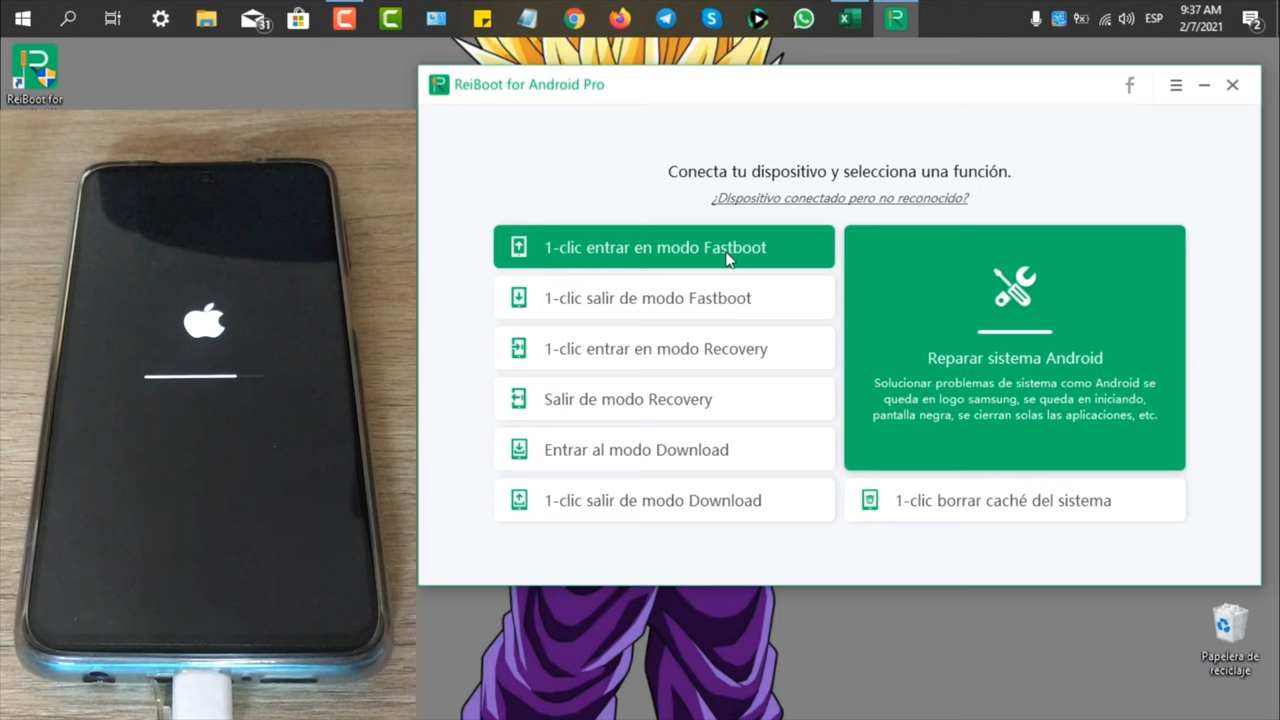 31
ESP
9:37 AM
2/7/2021
2
ReiBoot for
ReiBoot for Android Pro
Conecta tu dispositivo y selecciona una función.
¿Dispositivo conectado pero no reconocido?
1-clic entrar en modo Fastboot
1-clic salir de modo Fastboot
1-clic entrar en modo Recovery
Salir de modo Recovery
Entrar al modo Download
1-clic salir de modo Download
Reparar sistema Android
Solucionar problemas de sistema como Android se
queda en logo samsung, se queda en iniciando,
pantalla negra, se cierran solas las aplicaciones, etc.
1-clic borrar caché del sistema
Papelera de
reciclaje